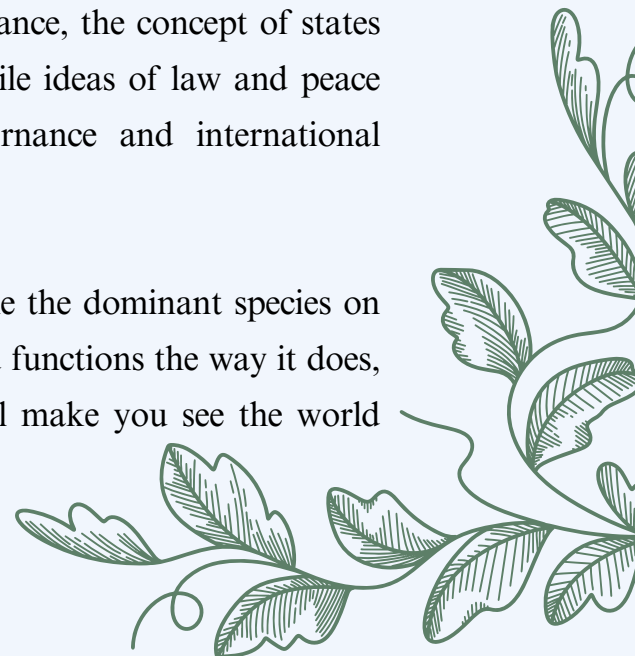 ance, the concept of states
ile ideas of law and peace
rnance and international
e the dominant species on
functions the way it does,
l make you see the world